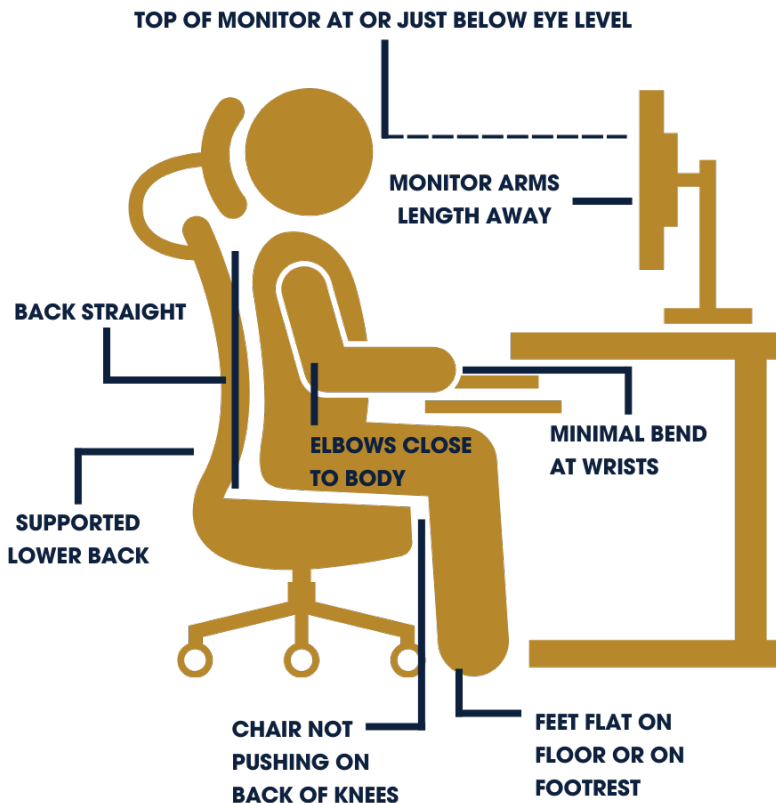 TOP OF MONITOR AT OR JUST BELOW EYE LEVEL
MONITOR ARMS
LENGTH AWAY
BACK STRAIGHT
ELBOWS CLOSE
TO BODY
MINIMAL BEND
AT WRISTS
SUPPORTED
LOWER BACK
CHAIR NOT
PUSHING ON
BACK OF KNEES
FEET FLAT ON
FLOOR OR ON
FOOTREST